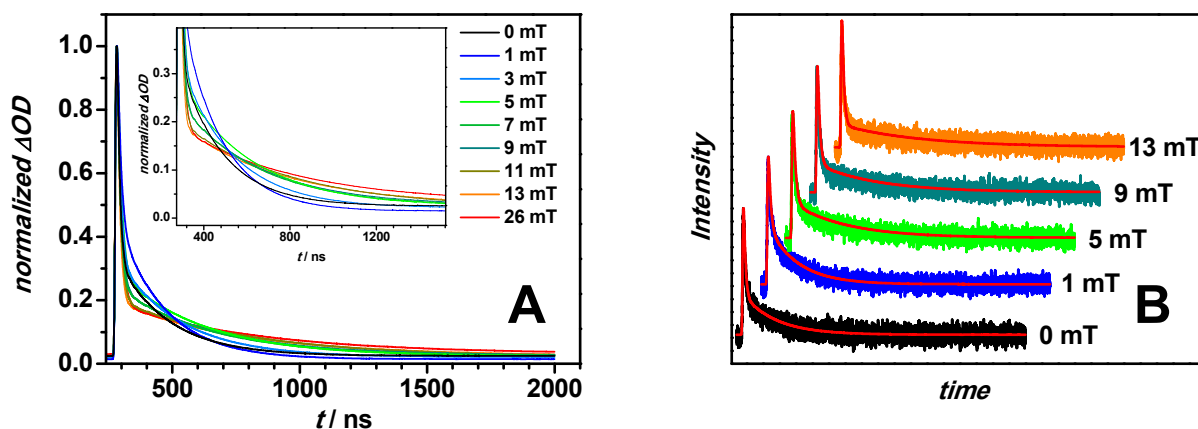 normalized ΔOD
1.0
0.8
0.6
0.4
0.2
0.0
500
1000
1500
2000
t / ns
A
normalized ΔOD
0.3
0.2
0.1
0.0
400
800
1200
t / ns
0 mT
1 mT
3 mT
5 mT
7 mT
9 mT
11 mT
13 mT
26 mT
Intensity
time
B
13 mT
9 mT
5 mT
1 mT
0 mT